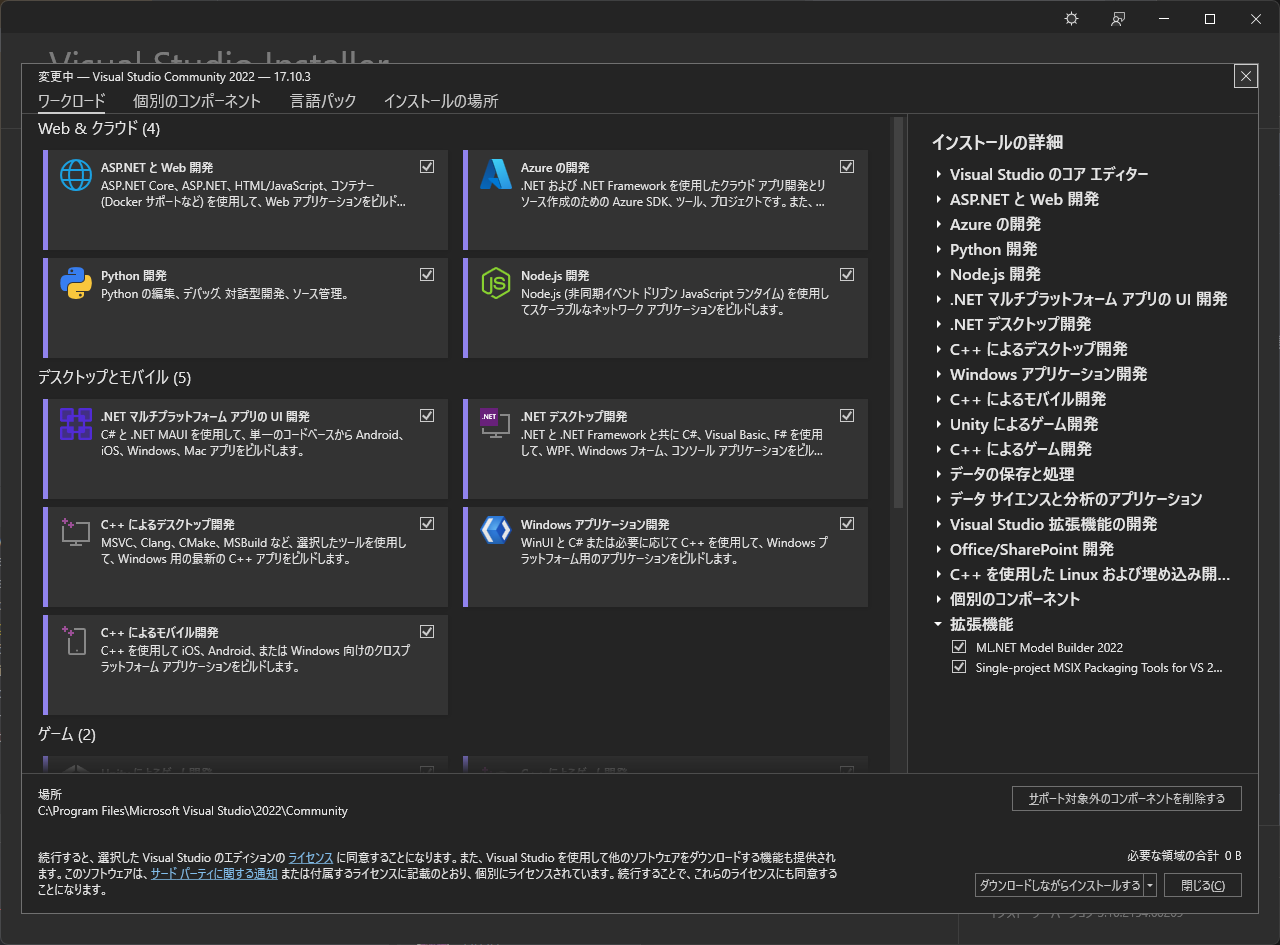 Visual Studio Installer
変更中 — Visual Studio Community 2022 — 17.10.3
ワークロード
個別のコンポーネント
言語パック
インストールの場所
Web & クラウド (4)
ASP.NET と Web 開発
ASP.NET Core、ASP.NET、HTML/JavaScript、コンテナー
(Docker サポートなど) を使用して、Web アプリケーションをビルド...
Azure の開発
.NET および .NET Framework を使用したクラウド アプリ開発とリ
ソース作成のための Azure SDK、ツール、プロジェクトです。また、...
Python 開発
Python の編集、デバッグ、対話型開発、ソース管理。
Node.js 開発
Node.js (非同期イベント ドリブン JavaScript ランタイム) を使用し
てスケーラブルなネットワーク アプリケーションをビルドします。
デスクトップとモバイル (5)
.NET マルチプラットフォーム アプリの UI 開発
C# と .NET MAUI を使用して、単一のコードベースから Android、
iOS、Windows、Mac アプリをビルドします。
.NET デスクトップ開発
.NET と .NET Framework と共に C#、Visual Basic、F# を使用
して、WPF、Windows フォーム、コンソール アプリケーションをビル...
C++ によるデスクトップ開発
MSVC、Clang、CMake、MSBuild など、選択したツールを使用し
て、Windows 用の最新の C++ アプリをビルドします。
Windows アプリケーション開発
WinUI と C# または必要に応じて C++ を使用して、Windows プ
ラットフォーム用のアプリケーションをビルドします。
C++ によるモバイル開発
C++ を使用して iOS、Android、または Windows 向けのクロスプ
ラットフォーム アプリケーションをビルドします。
ゲーム (2)
インストールの詳細
Visual Studio のコア エディター
ASP.NET と Web 開発
Azure の開発
Python 開発
Node.js 開発
.NET マルチプラットフォーム アプリの UI 開発
.NET デスクトップ開発
C++ によるデスクトップ開発
Windows アプリケーション開発
C++ によるモバイル開発
Unity によるゲーム開発
C++ によるゲーム開発
データの保存と処理
データ サイエンスと分析のアプリケーション
Visual Studio 拡張機能の開発
Office/SharePoint 開発
C++ を使用した Linux および埋め込み開...
個別のコンポーネント
拡張機能
ML.NET Model Builder 2022
Single-project MSIX Packaging Tools for VS 2...
場所
C:\Program Files\Microsoft Visual Studio\2022\Community
サポート対象外のコンポーネントを削除する
続行すると、選択した Visual Studio のエディションの ライセンス に同意することになります。また、Visual Studio を使用して他のソフトウェアをダウンロードする機能も提供され
ます。このソフトウェアは、サード パーティに関する通知 または付属するライセンスに記載のとおり、個別にライセンスされています。続行することで、これらのライセンスにも同意する
ことになります。
必要な領域の合計 0 B
ダウンロードしながらインストールする
閉じる(C)